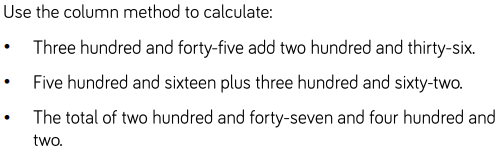 Use the column method to calculate:
• Three hundred and forty-five add two hundred and thirty-six.
• Five hundred and sixteen plus three hundred and sixty-two.
• The total of two hundred and forty-seven and four hundred and
two.